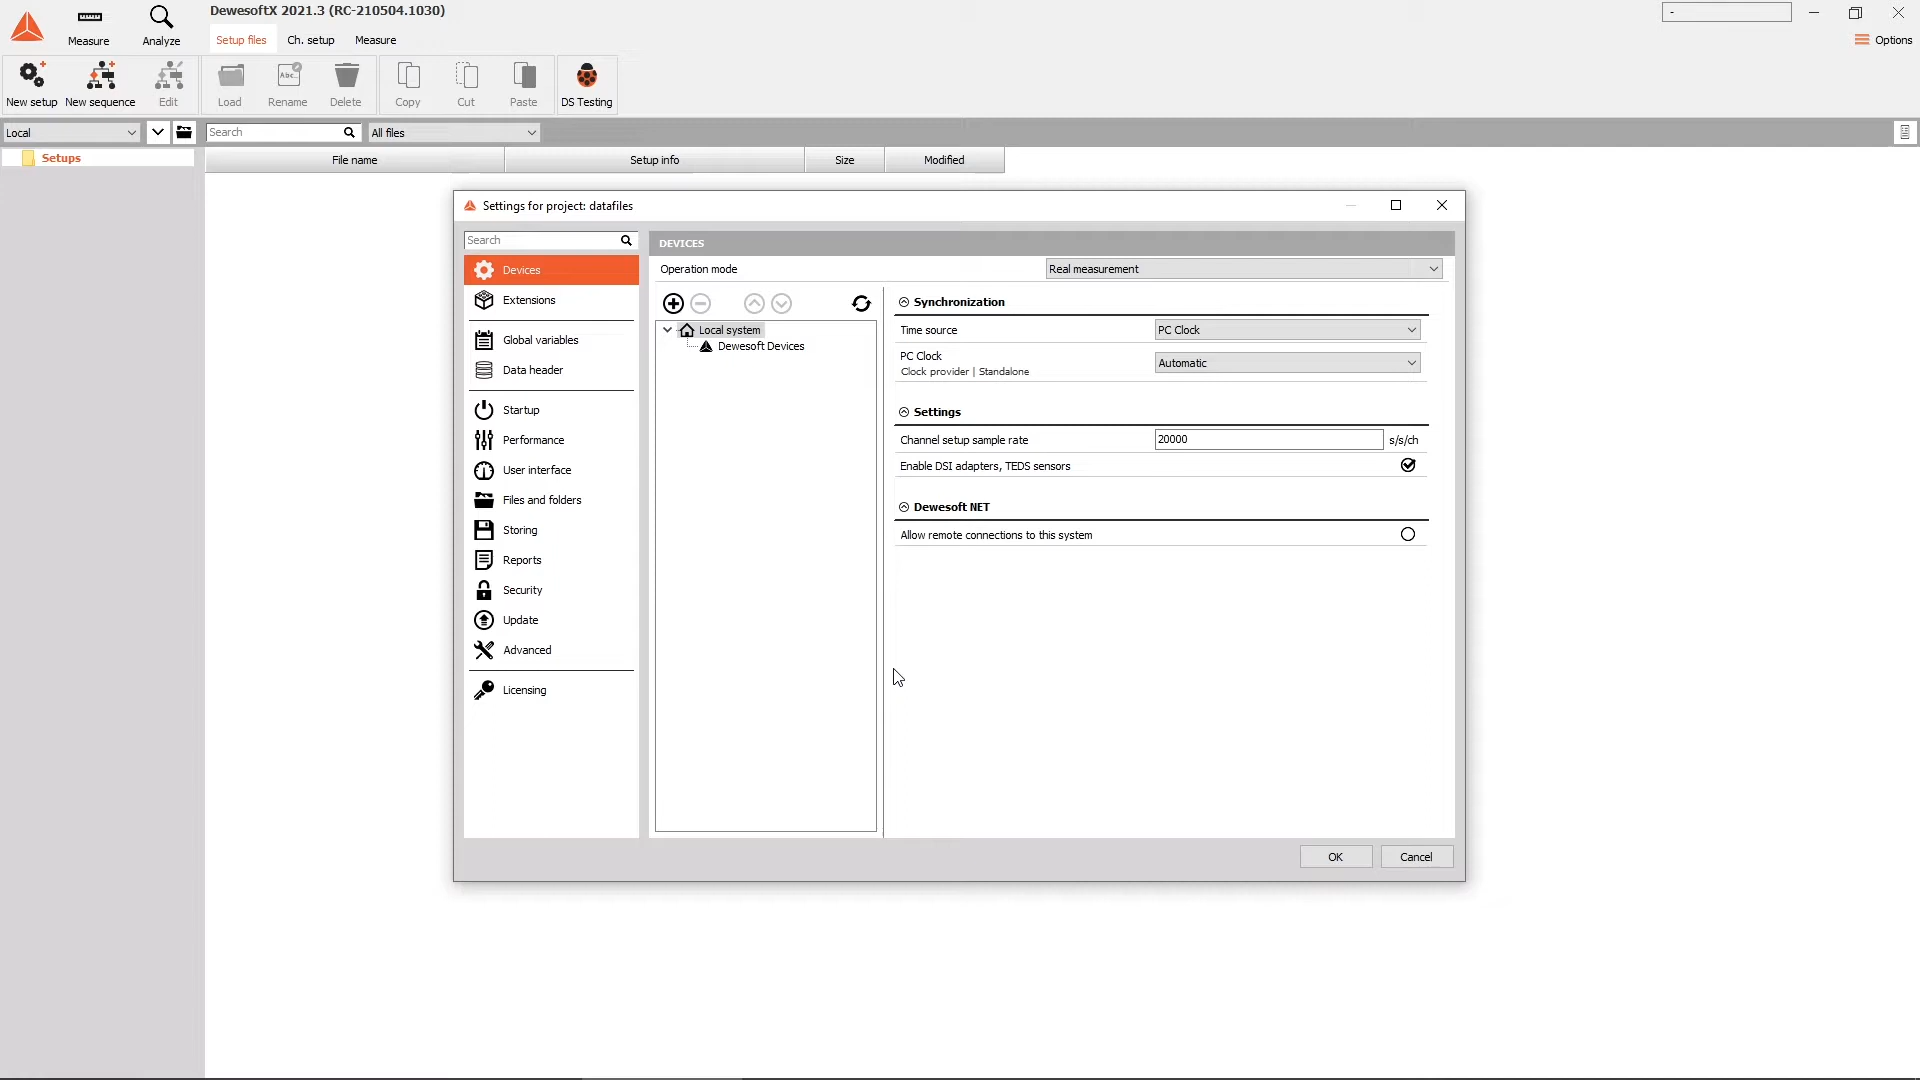 DewesoftX 2021.3 (RC-210504.1030)
-
Measure
Analyze
Setup files
Ch. setup
Measure
Options
New setup
New sequence
Edit
Load
Abc...
Rename
Delete
Copy
Cut
Paste
DS Testing
Local
Search
All files
Setups
File name
Setup info
Size
Modified
Settings for project: datafiles
Search
Devices
Extensions
Global variables
Data header
Startup
Performance
User interface
Files and folders
Storing
Reports
Security
Update
Advanced
Licensing
DEVICES
Operation mode
Real measurement
Local system
Dewesoft Devices
Synchronization
Time source
PC Clock
PC Clock
Clock provider | Standalone
Automatic
Settings
Channel setup sample rate
20000
s/s/ch
Enable DSI adapters, TEDS sensors
Dewesoft NET
Allow remote connections to this system
OK
Cancel